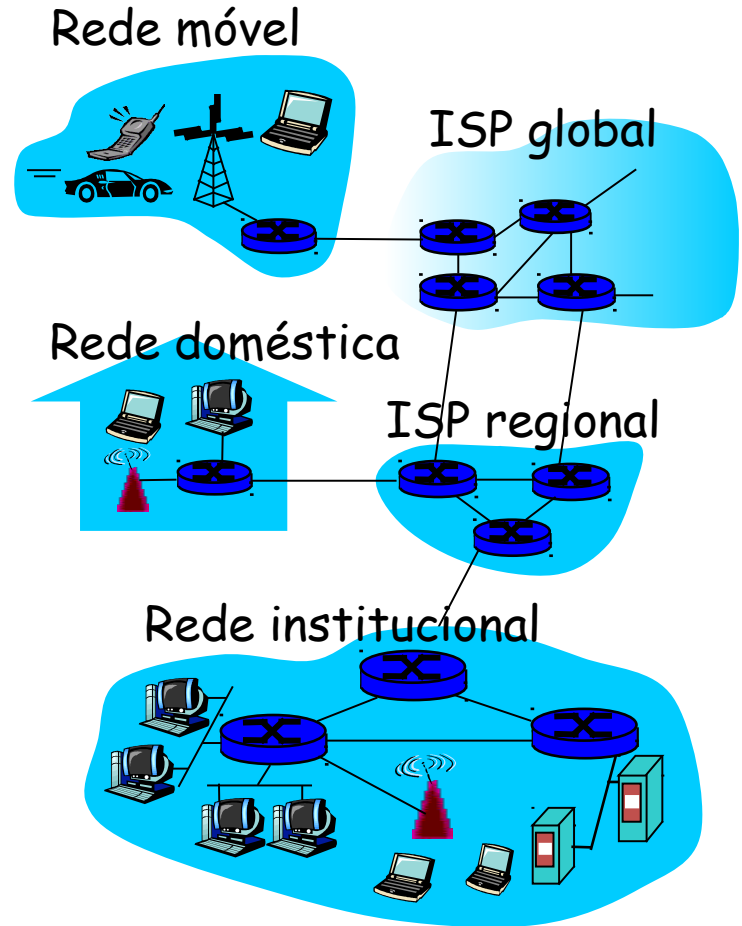 Rede móvel
ISP global
Rede doméstica
ISP regional
Rede institucional